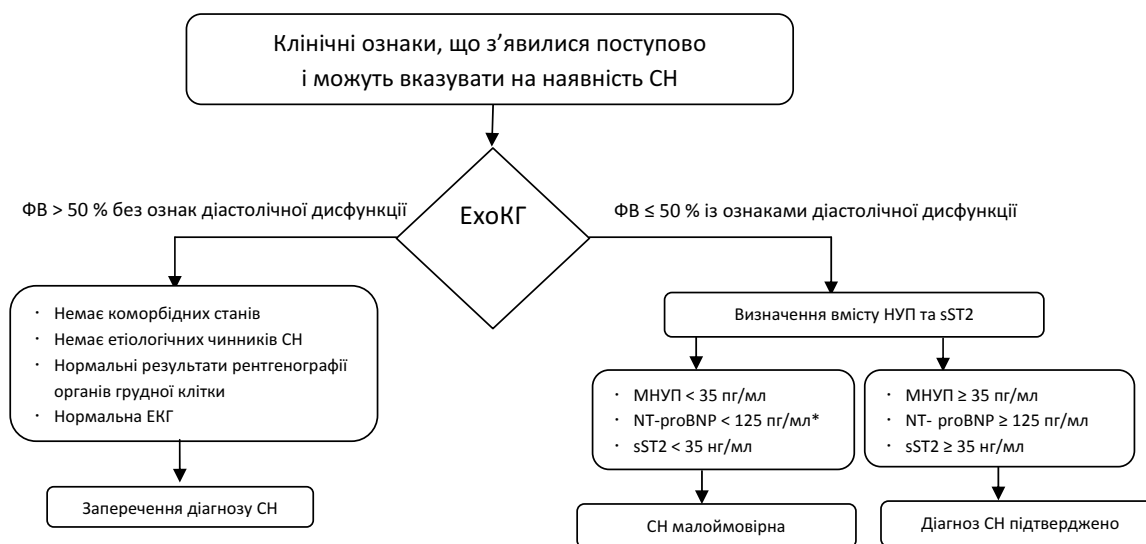 Клінічні ознаки, що з’явилися поступово
і можуть вказувати на наявність СН
ФВ > 50 % без ознак діастолічної дисфункції
ЕхоКГ
ФВ ≤ 50 % із ознаками діастолічної дисфункції
· Немає коморбідних станів
· Немає етіологічних чинників СН
· Нормальні результати рентгенографії
органів грудної клітки
· Нормальна ЕКГ
Заперечення діагнозу СН
Визначення вмісту НУП та sST2
· МНУП < 35 пг/мл
· NT-proBNP < 125 пг/мл*
· sST2 < 35 нг/мл
СН малоймовірна
· МНУП ≥ 35 пг/мл
· NT- proBNP ≥ 125 пг/мл
· sST2 ≥ 35 нг/мл
Діагноз СН підтверджено